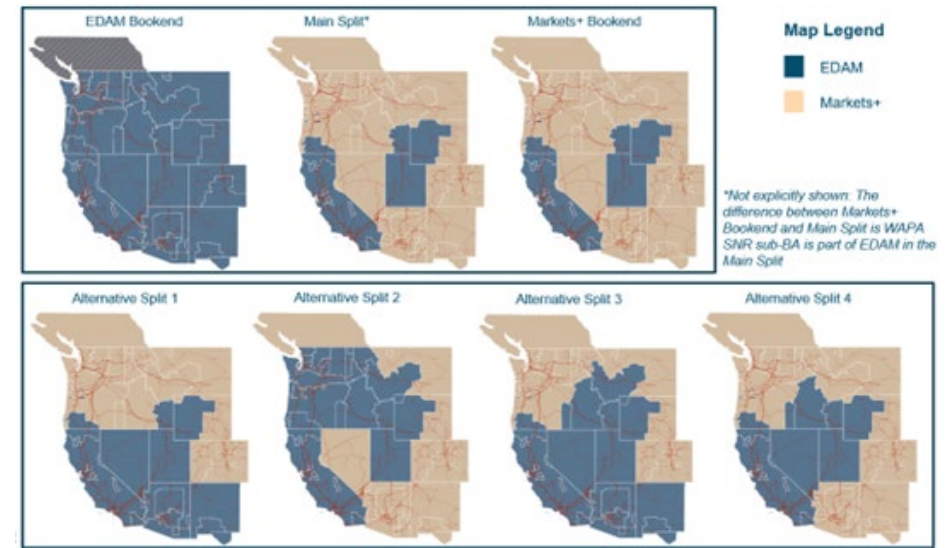 EDAM Bookend
Main Split*
Markets+ Bookend
Map Legend
EDAM
Markets+
*Not explicitly shown: The
difference between Markets+
Bookend and Main Split is WAPA
SNR sub-BA is part of EDAM in the
Main Split
Alternative Split 1
Alternative Split 2
Alternative Split 3
Alternative Split 4